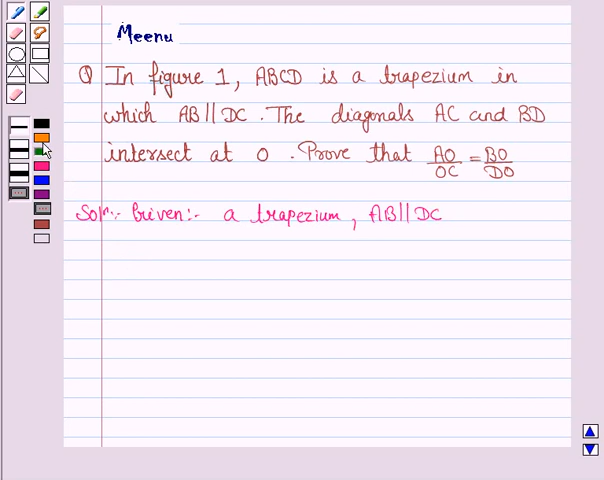 Meenu
Q In figure 1, ABCD is a trapezium in
which AB||DC. The diagonals AC and BD
intersect at O. Prove that AO/OC = BO/DO
Solⁿ:- Given:- a trapezium, AB||DC